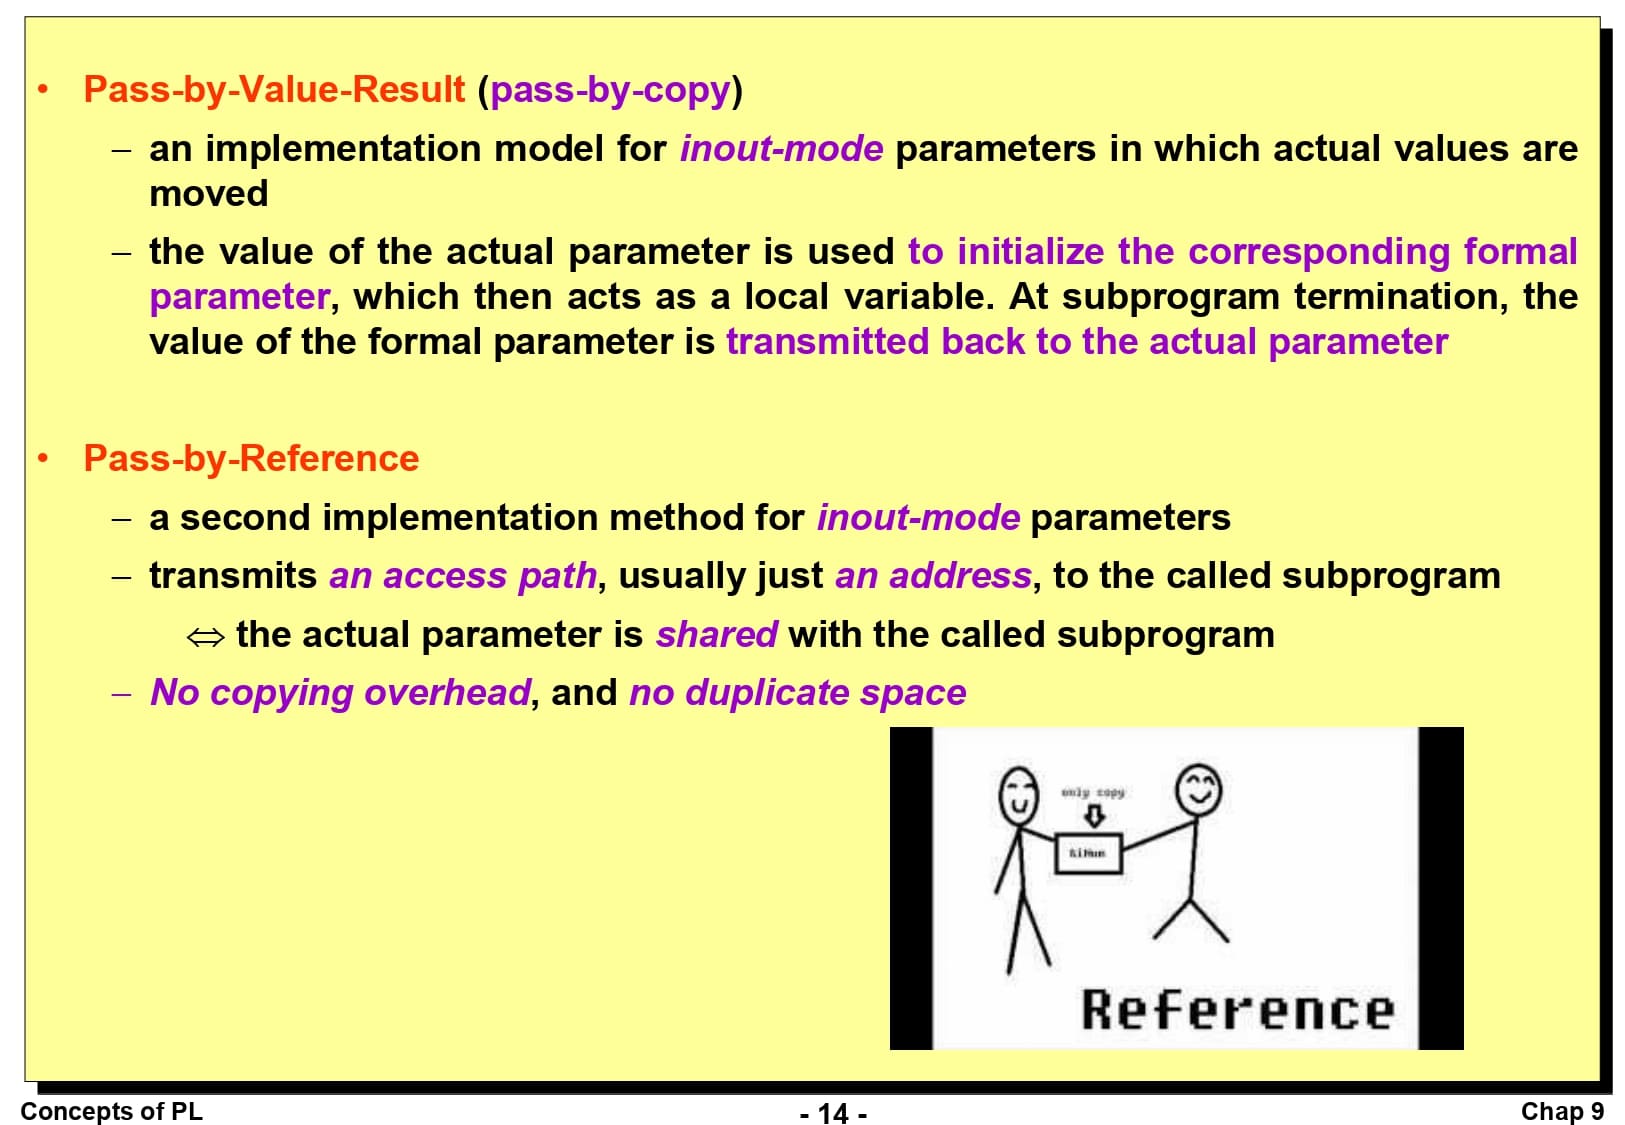 • Pass-by-Value-Result (pass-by-copy)
– an implementation model for inout-mode parameters in which actual values are
moved
– the value of the actual parameter is used to initialize the corresponding formal
parameter, which then acts as a local variable. At subprogram termination, the
value of the formal parameter is transmitted back to the actual parameter
• Pass-by-Reference
– a second implementation method for inout-mode parameters
– transmits an access path, usually just an address, to the called subprogram
⇔ the actual parameter is shared with the called subprogram
– No copying overhead, and no duplicate space
only copy
&iNum
Reference
Concepts of PL
- 14 -
Chap 9